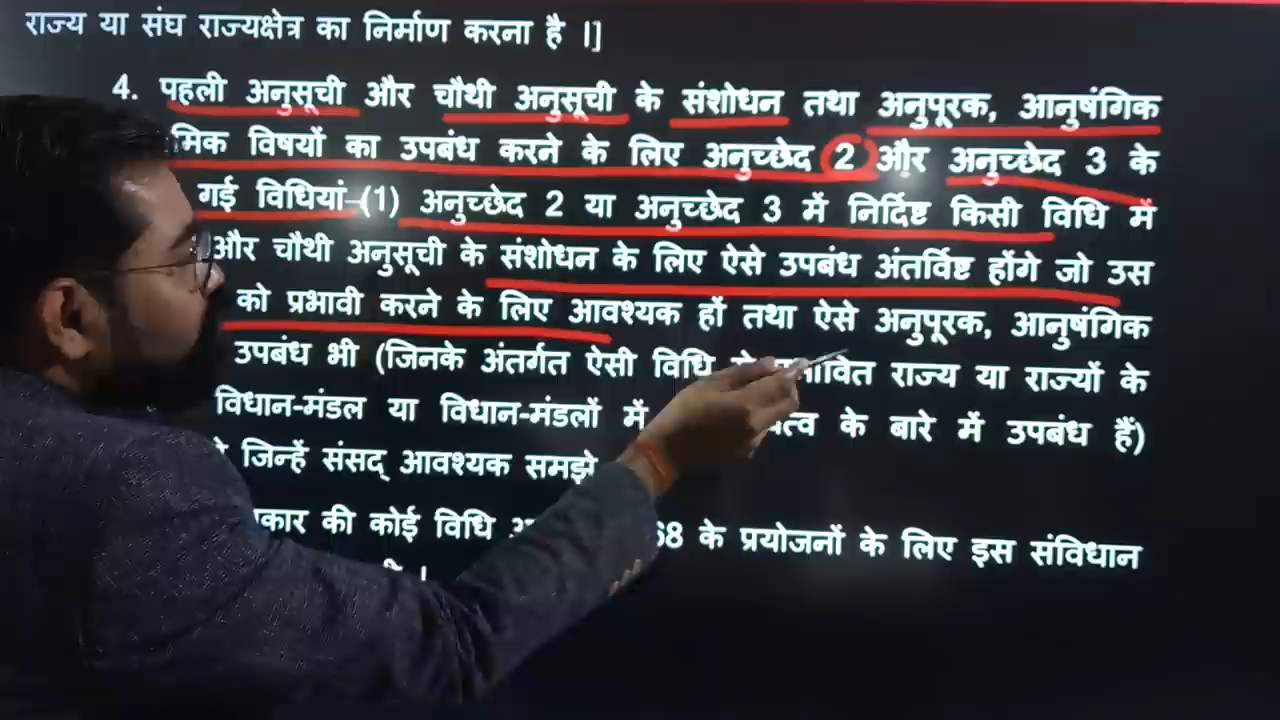 राज्य या संघ राज्यक्षेत्र का निर्माण करना है ।]
4. पहली अनुसूची और चौथी अनुसूची के संशोधन तथा अनुपूरक, आनुषंगिक
विषयों का उपबंध करने के लिए अनुच्छेद 2 और अनुच्छेद 3 के
गई विधियां–(1) अनुच्छेद 2 या अनुच्छेद 3 में निर्दिष्ट किसी विधि में
और चौथी अनुसूची के संशोधन के लिए ऐसे उपबंध अंतर्विष्ट होंगे जो उस
को प्रभावी करने के लिए आवश्यक हों तथा ऐसे अनुपूरक, आनुषंगिक
उपबंध भी (जिनके अंतर्गत ऐसी विधि राज्य या राज्यों के
विधान-मंडल या विधान-मंडलों में के बारे में उपबंध हैं)
जिन्हें संसद् आवश्यक समझे
की कोई विधि के प्रयोजनों के लिए इस संविधान